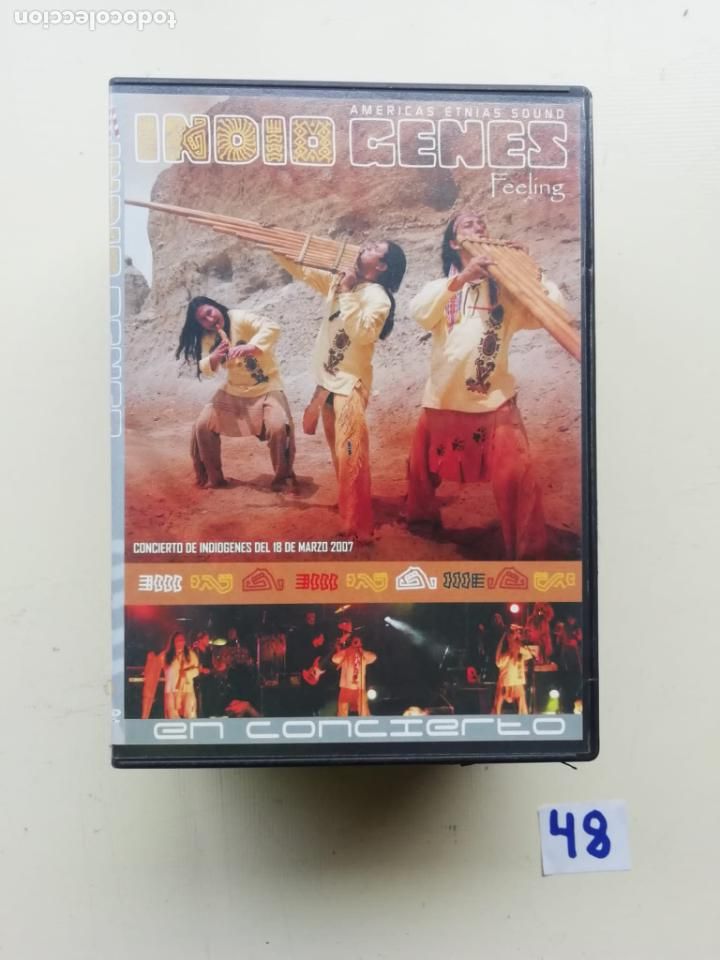 todocoleccion
AMERICAS ETNIAS SOUND
INDIO GENES
Feeling
CONCIERTO DE INDIOGENES DEL 18 DE MARZO 2007
en concierto
48